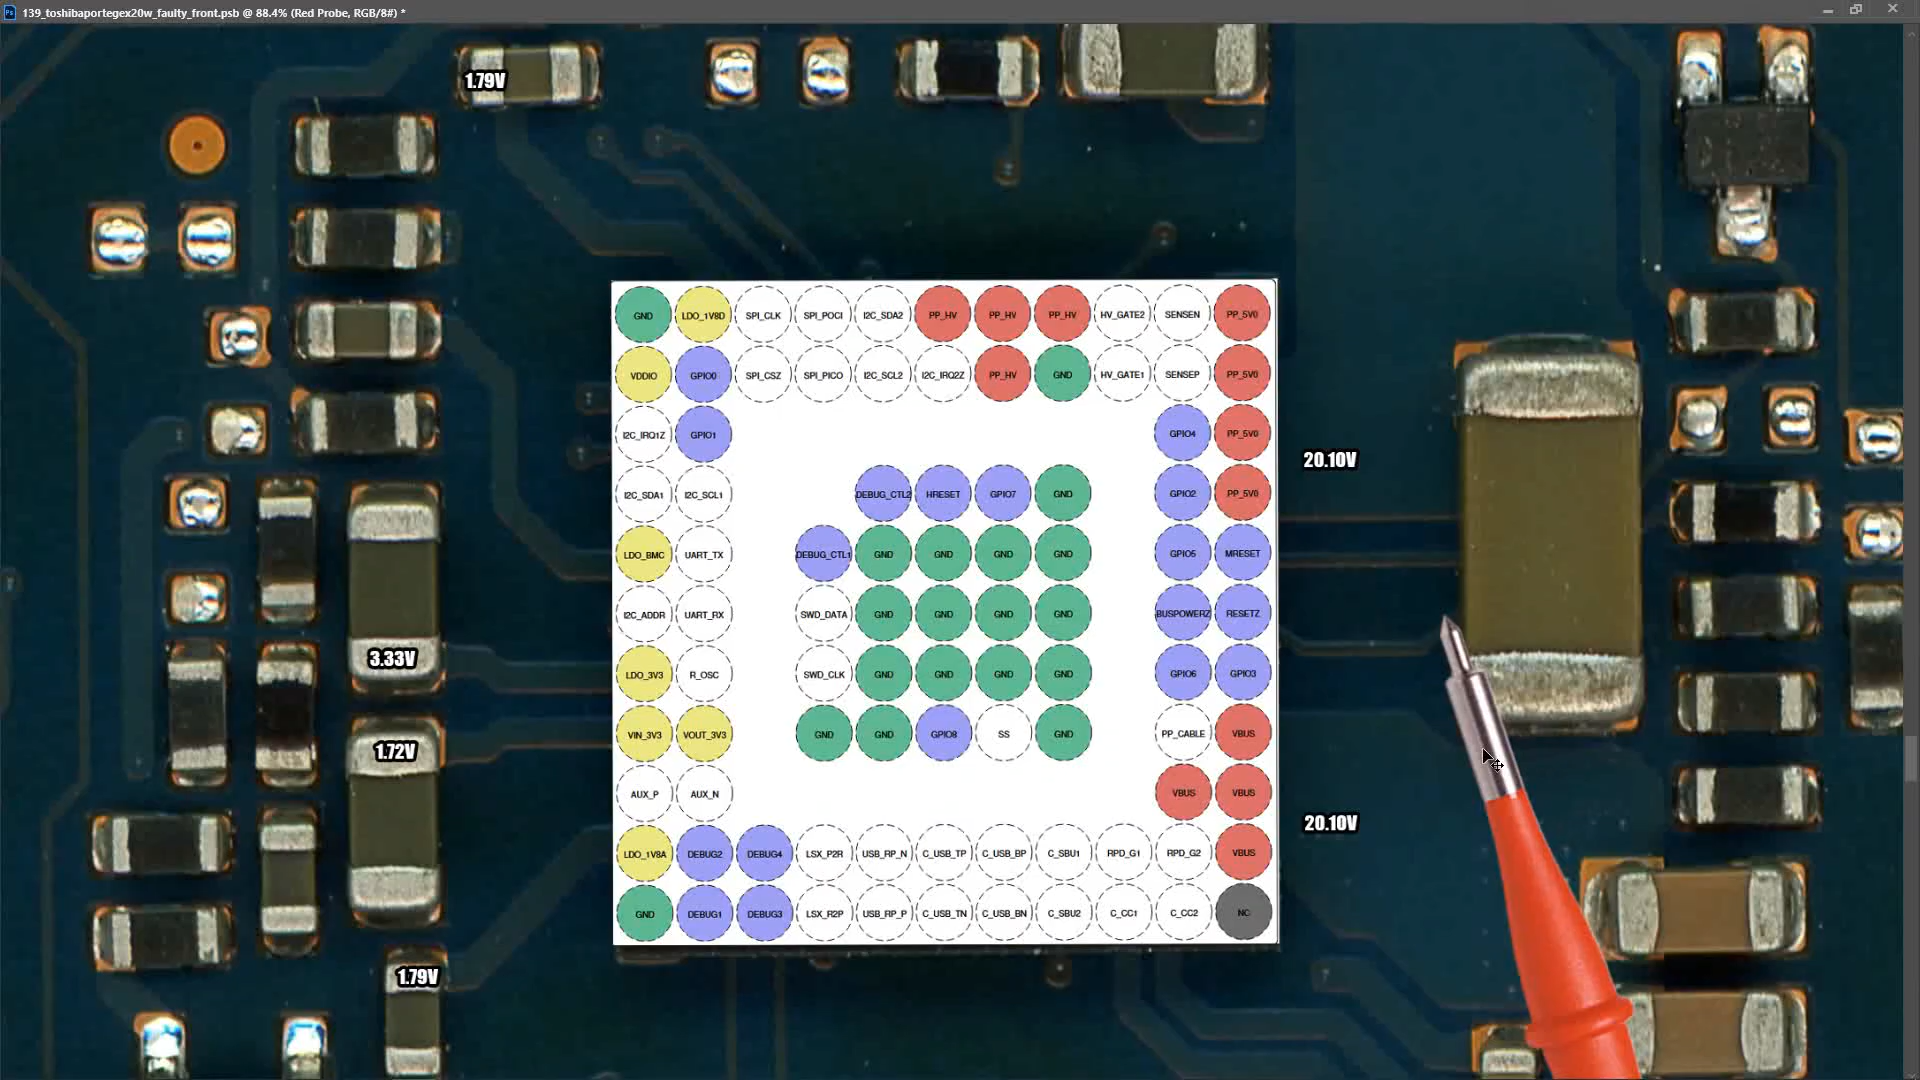 139_toshibaportegex20w_faulty_front.psb @ 88.4% (Red Probe, RGB/8#) *
1.79V
GND LDO_1V8D SPI_CLK SPI_POCI I2C_SDA2 PP_HV PP_HV PP_HV HV_GATE2 SENSEN PP_5V0
VDDIO GPIO0 SPI_CSZ SPI_PICO I2C_SCL2 I2C_IRQ2Z PP_HV GND HV_GATE1 SENSEP PP_5V0
I2C_IRQ1Z GPIO1 GPIO4 PP_5V0
20.10V
I2C_SDA1 I2C_SCL1 DEBUG_CTL2 HRESET GPIO7 GND GPIO2 PP_5V0
LDO_BMC UART_TX DEBUG_CTL1 GND GND GND GND GPIO5 MRESET
I2C_ADDR UART_RX SWD_DATA GND GND GND GND BUSPOWERZ RESETZ
3.33V
LDO_3V3 R_OSC SWD_CLK GND GND GND GND GPIO6 GPIO3
VIN_3V3 VOUT_3V3 GND GND GPIO8 SS GND PP_CABLE VBUS
1.72V
AUX_P AUX_N VBUS VBUS
20.10V
LDO_1V8A DEBUG2 DEBUG4 LSX_P2R USB_RP_N C_USB_TP C_USB_BP C_SBU1 RPD_G1 RPD_G2 VBUS
GND DEBUG1 DEBUG3 LSX_R2P USB_RP_P C_USB_TN C_USB_BN C_SBU2 C_CC1 C_CC2 NC
1.79V